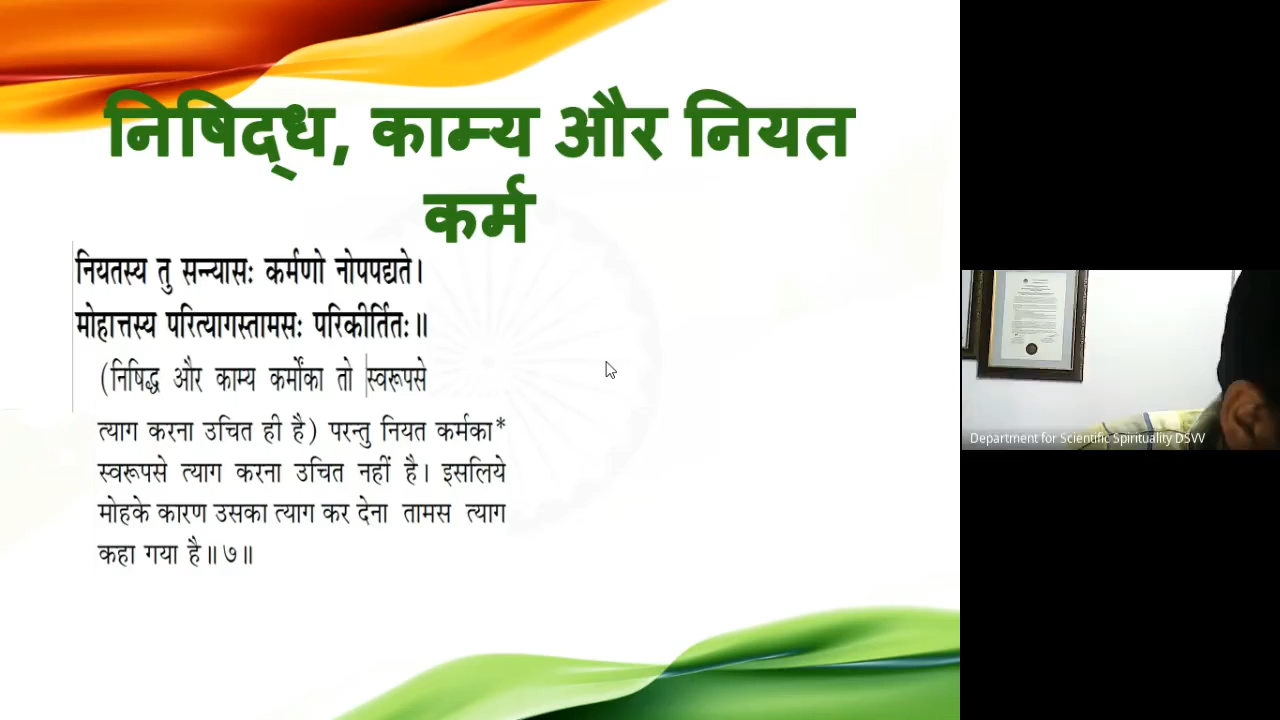 निषिद्ध, काम्य और नियत
कर्म
नियतस्य तु सन्न्यासः कर्मणो नोपपद्यते।
मोहात्तस्य परित्यागस्तामसः परिकीर्तितः॥
(निषिद्ध और काम्य कर्मोंका तो स्वरूपसे
त्याग करना उचित ही है) परन्तु नियत कर्मका*
स्वरूपसे त्याग करना उचित नहीं है। इसलिये
मोहके कारण उसका त्याग कर देना तामस त्याग
कहा गया है॥७॥
Department for Scientific Spirituality DSVV